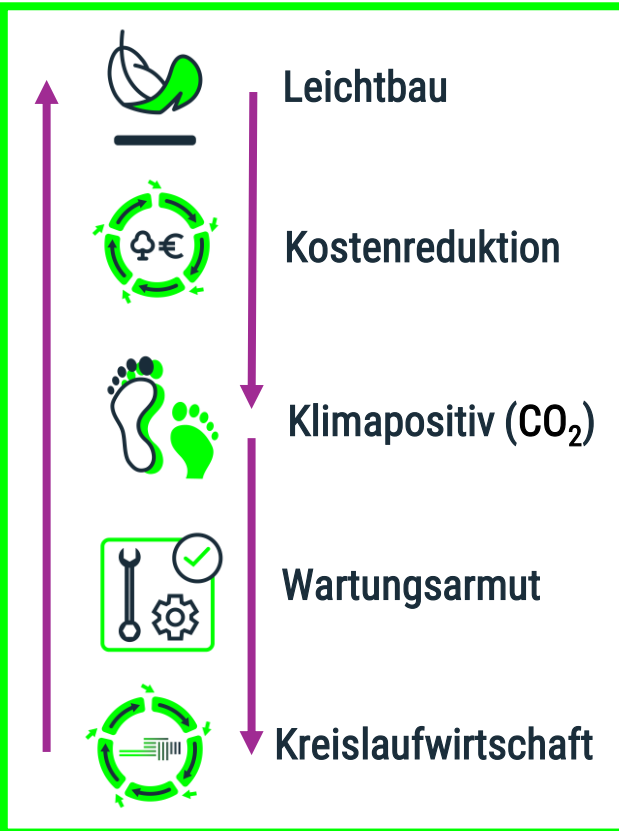 Leichtbau
€
Kostenreduktion
Klimapositiv (CO₂)
Wartungsarmut
Kreislaufwirtschaft